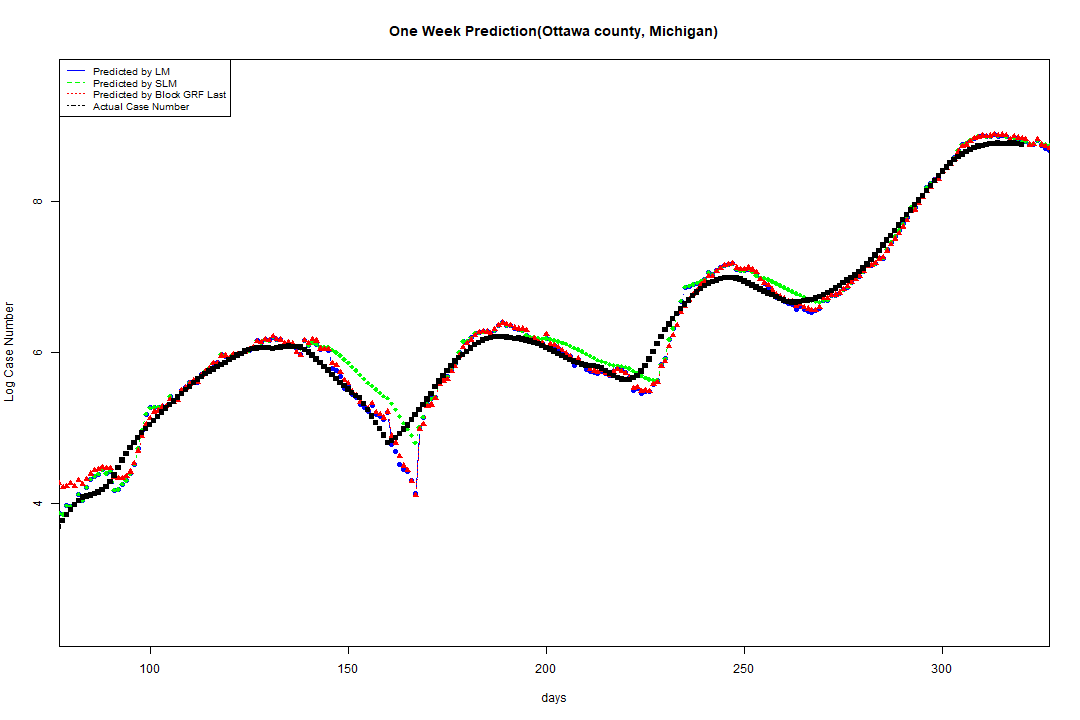 One Week Prediction(Ottawa county, Michigan)
Predicted by LM
Predicted by SLM
Predicted by Block GRF Last
Actual Case Number
Log Case Number
8
6
4
100 150 200 250 300
days